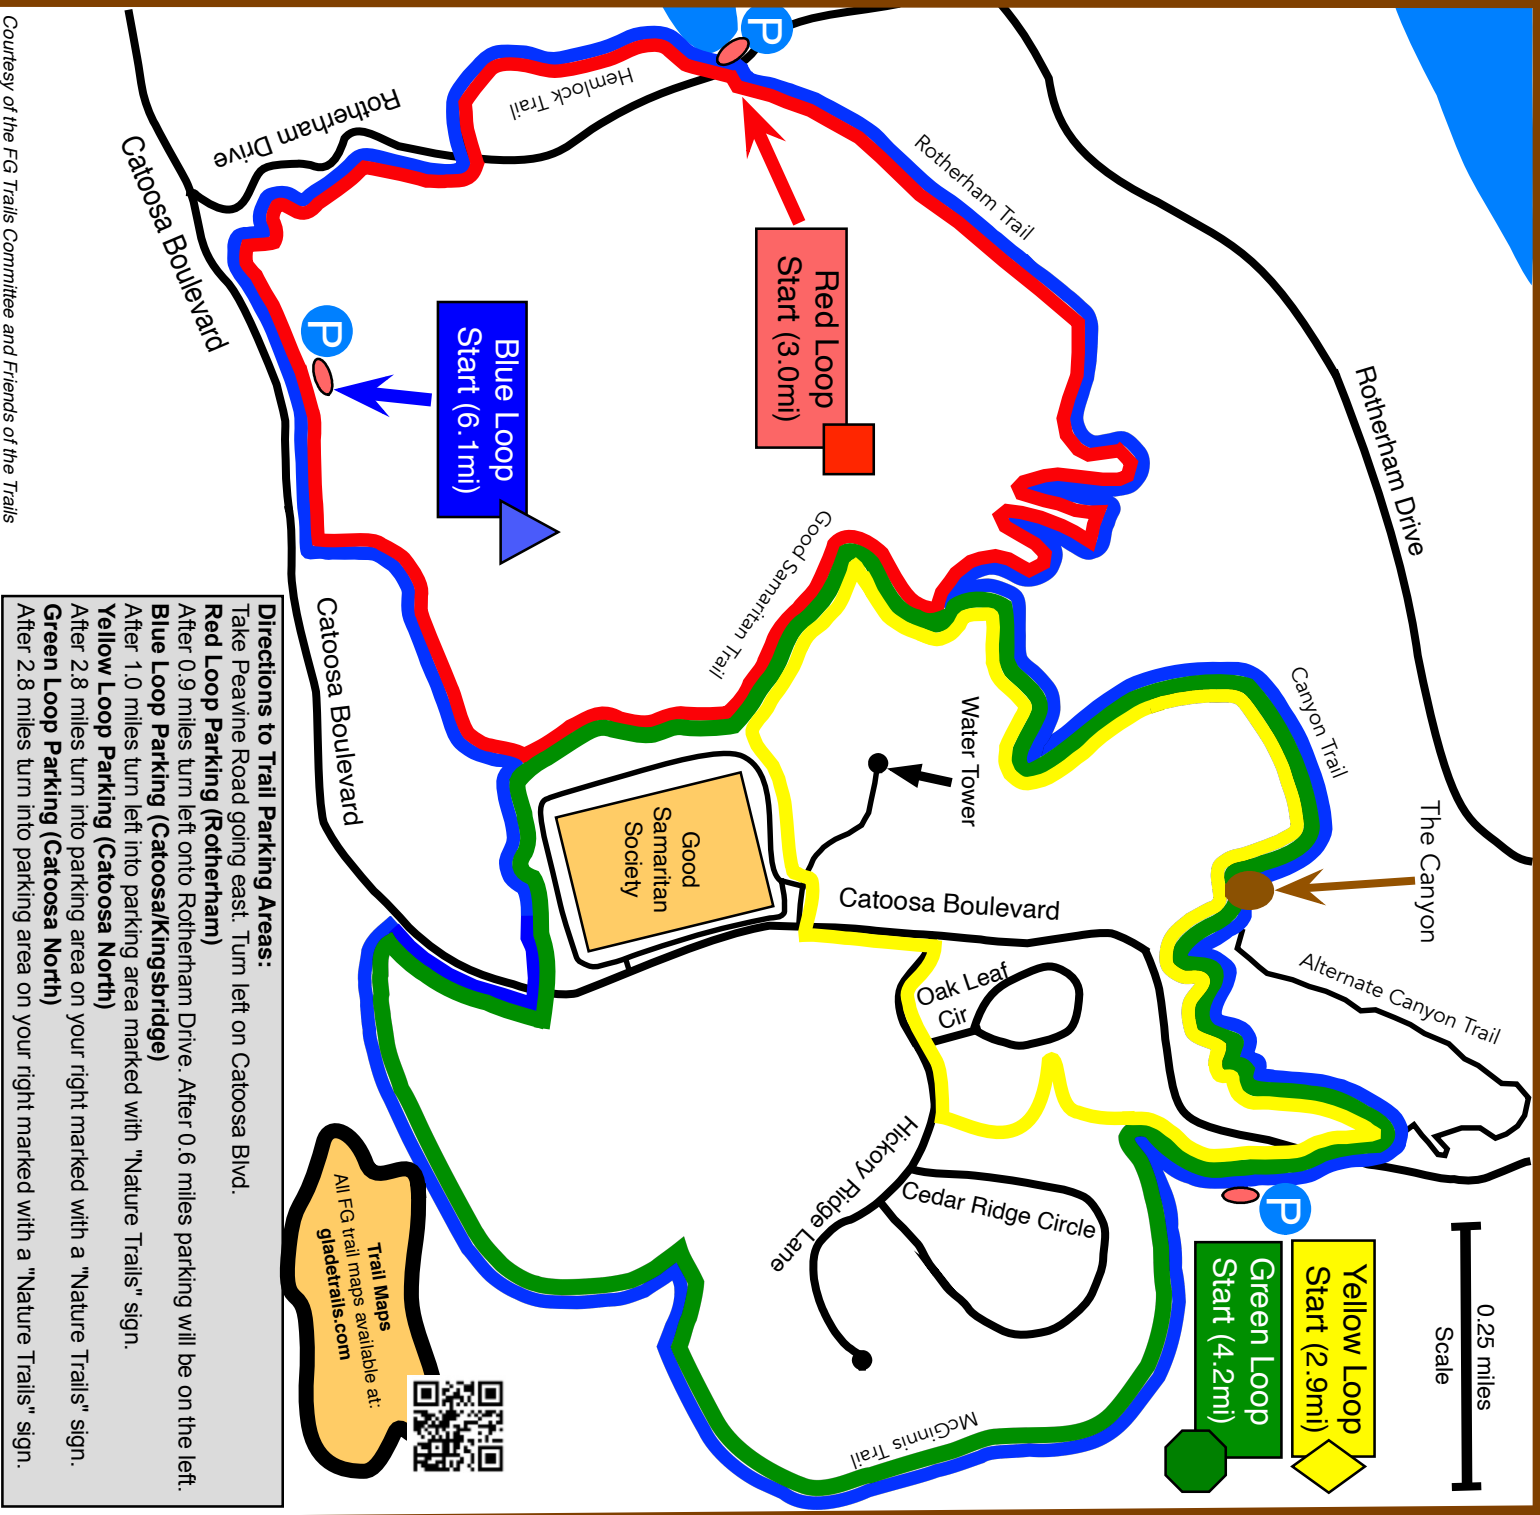 P
Hemlock Trail
Rotherham Drive
Catoosa Boulevard
Rotherham Trail
Red Loop
Start (3.0mi)
P
Blue Loop
Start (6.1mi)
Rotherham Drive
Good Samaritan Trail
Canyon Trail
The Canyon
Water Tower
Catoosa Boulevard
Good
Samaritan
Society
Catoosa Boulevard
Alternate Canyon Trail
Oak Leaf
Cir
Hickory Ridge Lane
Cedar Ridge Circle
P
McGinnis Trail
0.25 miles
Scale
Yellow Loop
Start (2.9mi)
Green Loop
Start (4.2mi)
Trail Maps
All FG trail maps available at:
gladetrails.com
Directions to Trail Parking Areas:
Take Peavine Road going east. Turn left on Catoosa Blvd.
Red Loop Parking (Rotherham)
After 0.9 miles turn left onto Rotherham Drive. After 0.6 miles parking will be on the left.
Blue Loop Parking (Catoosa/Kingsbridge)
After 1.0 miles turn left into parking area marked with "Nature Trails" sign.
Yellow Loop Parking (Catoosa North)
After 2.8 miles turn into parking area on your right marked with a "Nature Trails" sign.
Green Loop Parking (Catoosa North)
After 2.8 miles turn into parking area on your right marked with a "Nature Trails" sign.
Courtesy of the FG Trails Committee and Friends of the Trails